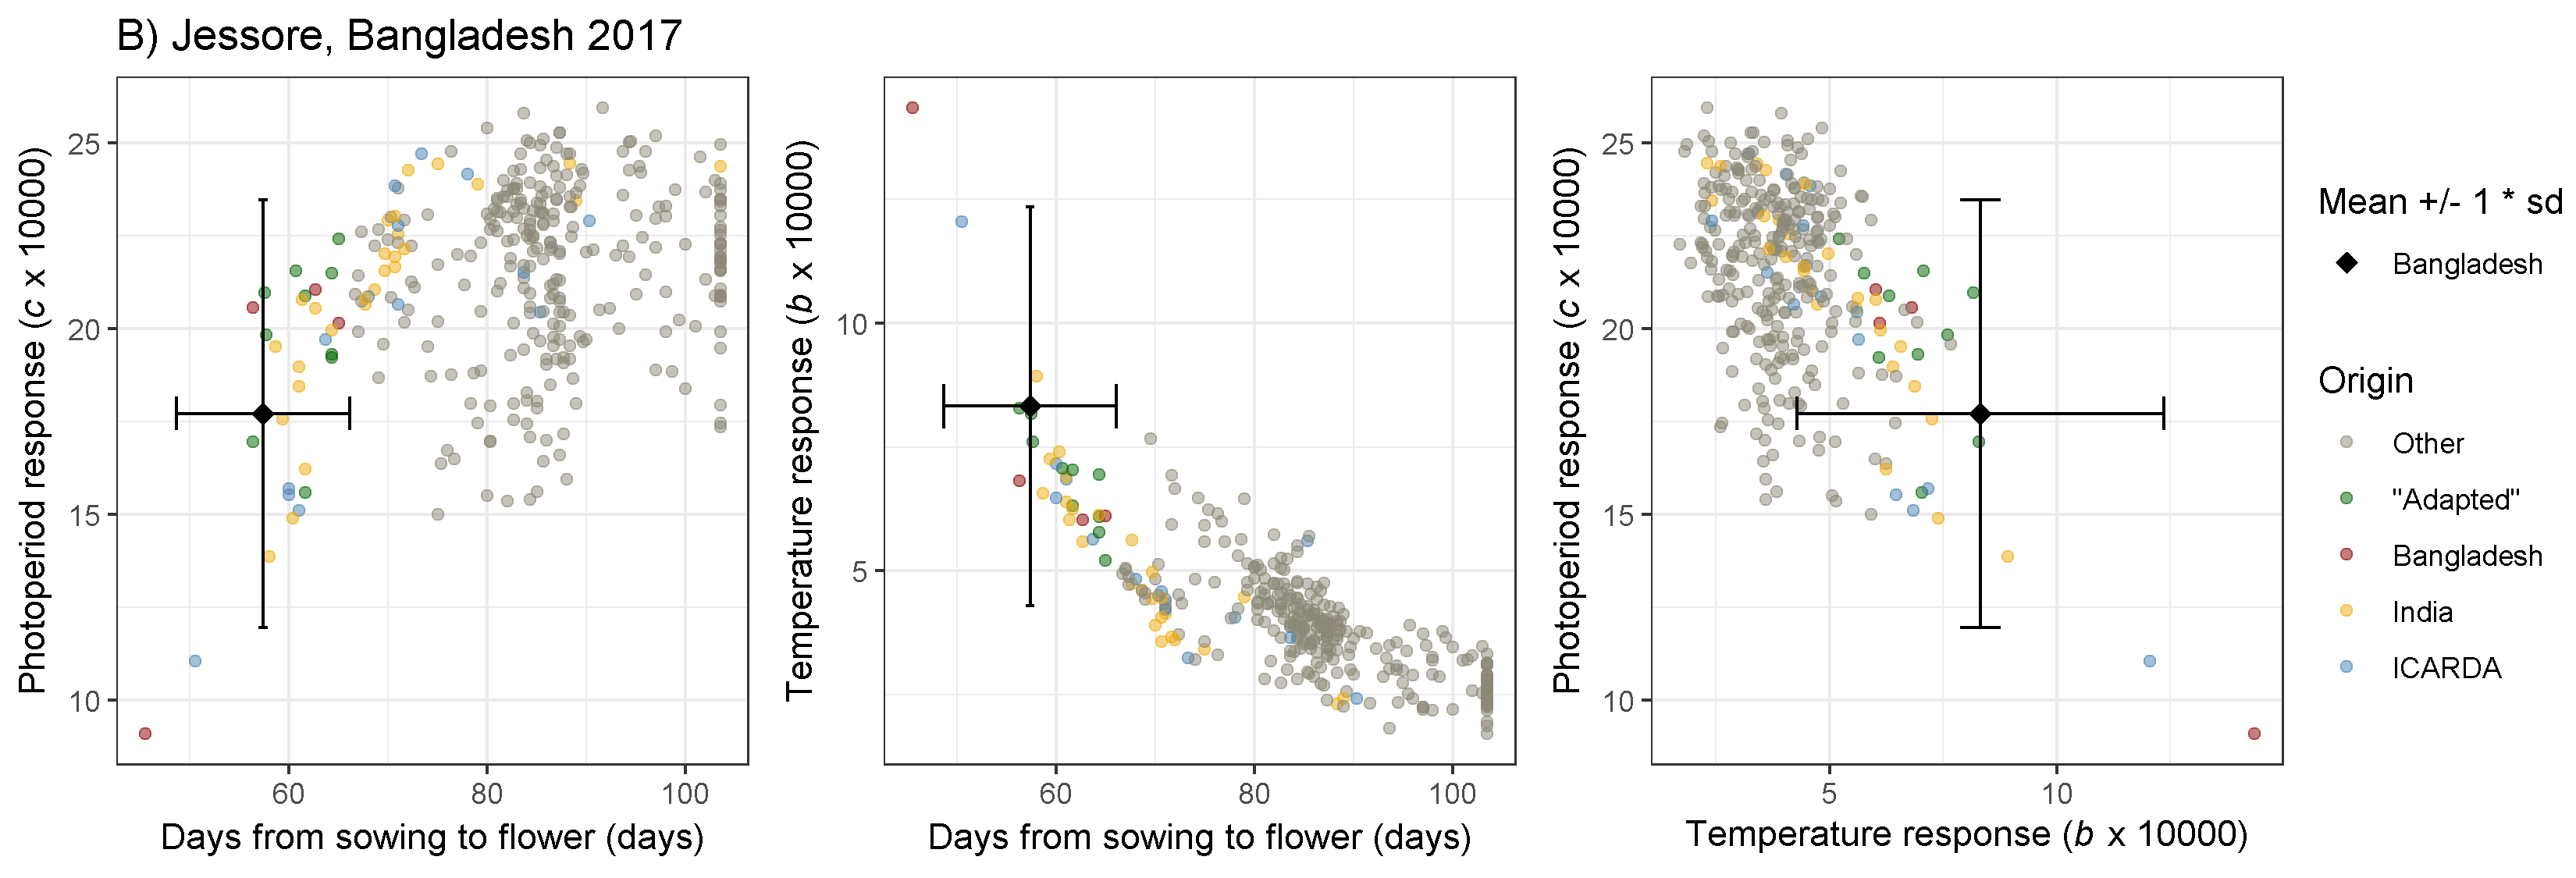 B) Jessore, Bangladesh 2017
Photoperiod response (c x 10000)
25
20
15
10
60 80 100
Days from sowing to flower (days)
Temperature response (b x 10000)
10
5
60 80 100
Days from sowing to flower (days)
Photoperiod response (c x 10000)
25
20
15
10
5 10
Temperature response (b x 10000)
Mean +/- 1 * sd
Bangladesh
Origin
Other
"Adapted"
Bangladesh
India
ICARDA